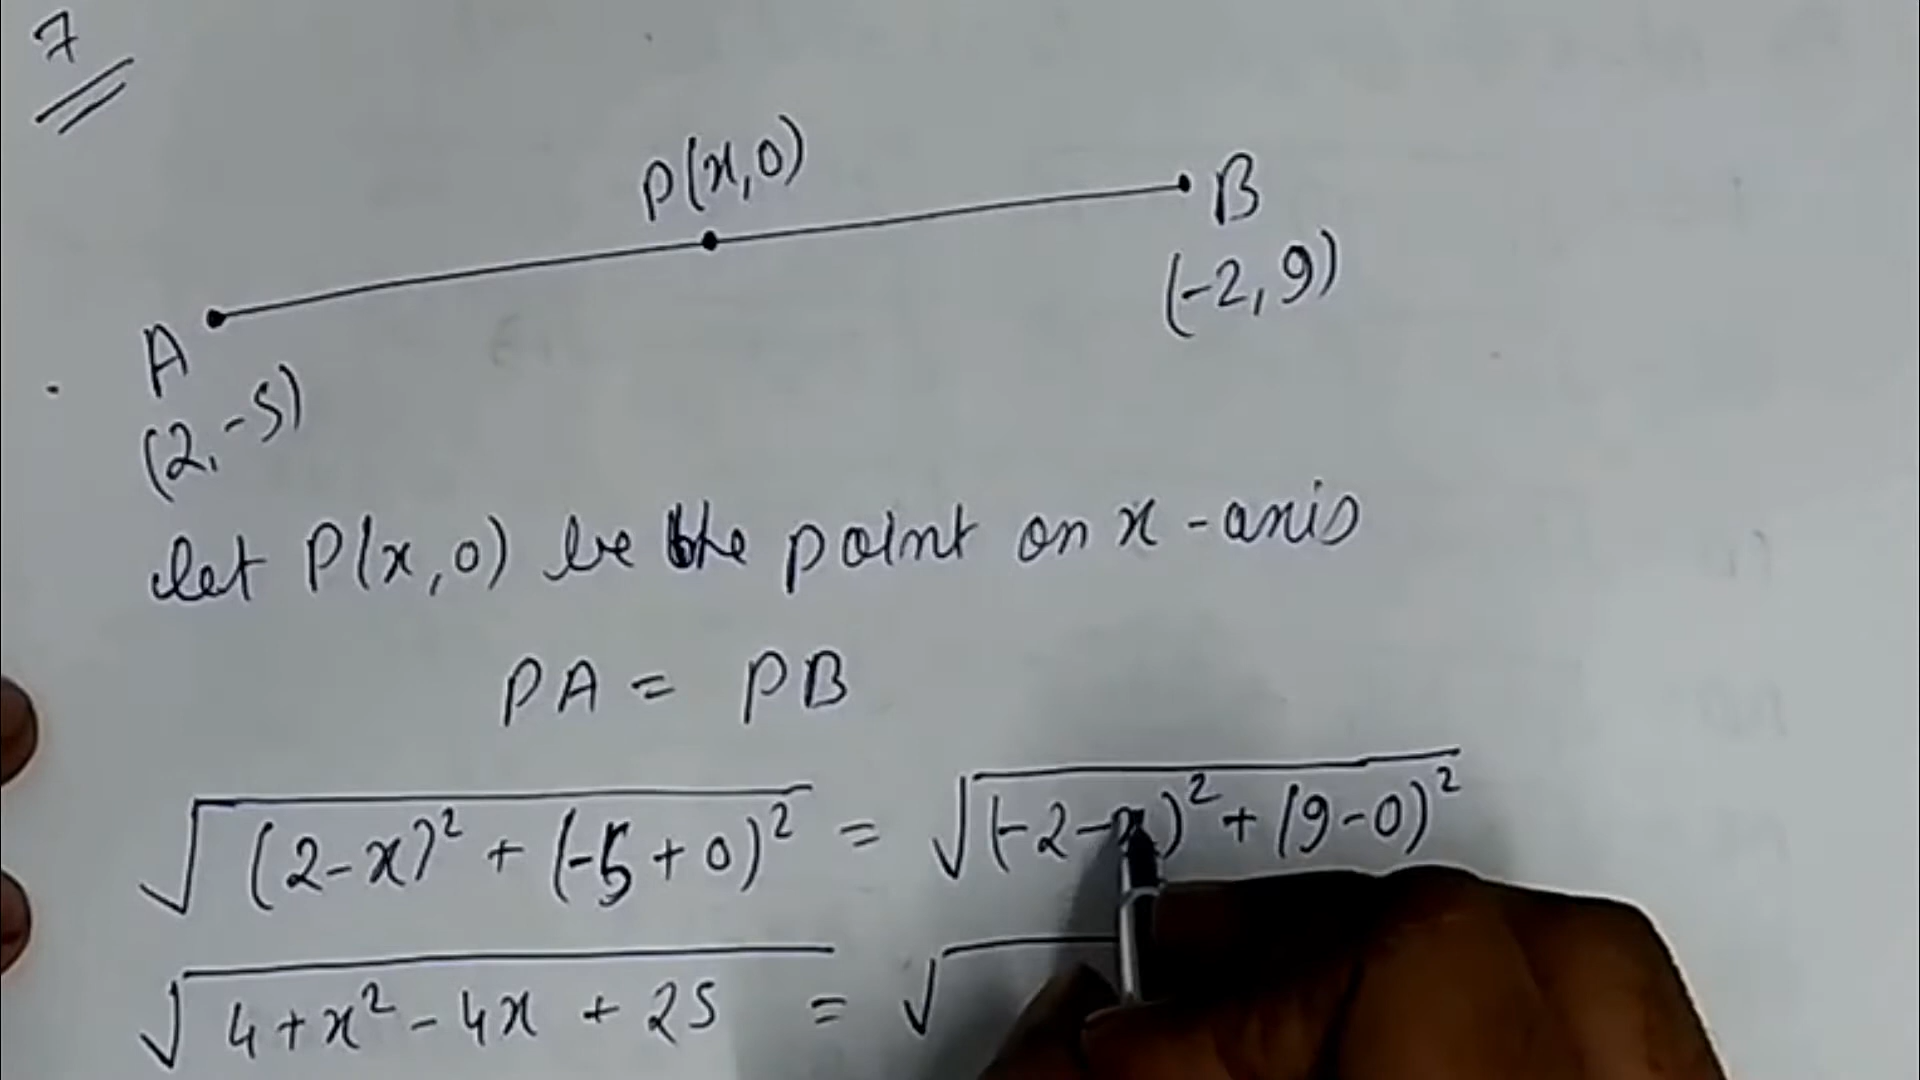 7
P(x,0)
B
(-2,9)
A
(2,-5)
let P(x,0) be the point on x-axis
PA = PB
√(2-x)² + (-5+0)² = √(-2-x)² + (9-0)²
√4+x²-4x + 25 = √